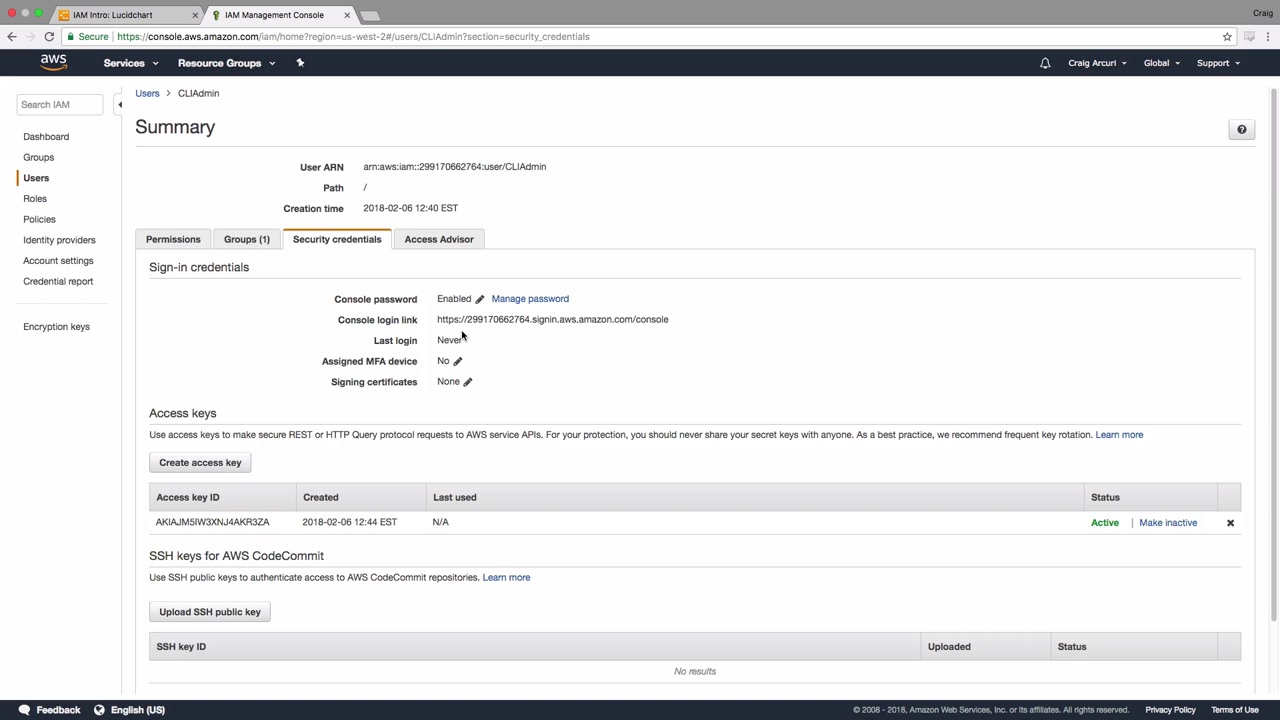 IAM Intro: Lucidchart
IAM Management Console
Craig
Secure
https://console.aws.amazon.com/iam/home?region=us-west-2#/users/CLIAdmin?section=security_credentials
aws
Services
Resource Groups
Craig Arcuri
Global
Support
Search IAM
Dashboard
Groups
Users
Roles
Policies
Identity providers
Account settings
Credential report
Encryption keys
Users > CLIAdmin
Summary
User ARN arn:aws:iam::299170662764:user/CLIAdmin
Path /
Creation time 2018-02-06 12:40 EST
Permissions Groups (1) Security credentials Access Advisor
Sign-in credentials
Console password Enabled Manage password
Console login link https://299170662764.signin.aws.amazon.com/console
Last login Never
Assigned MFA device No
Signing certificates None
Access keys
Use access keys to make secure REST or HTTP Query protocol requests to AWS service APIs. For your protection, you should never share your secret keys with anyone. As a best practice, we recommend frequent key rotation. Learn more
Create access key
Access key ID Created Last used Status
AKIAJM5IW3XNJ4AKR3ZA 2018-02-06 12:44 EST N/A Active | Make inactive
SSH keys for AWS CodeCommit
Use SSH public keys to authenticate access to AWS CodeCommit repositories. Learn more
Upload SSH public key
SSH key ID Uploaded Status
No results
Feedback English (US) © 2008 - 2018, Amazon Web Services, Inc. or its affiliates. All rights reserved. Privacy Policy Terms of Use